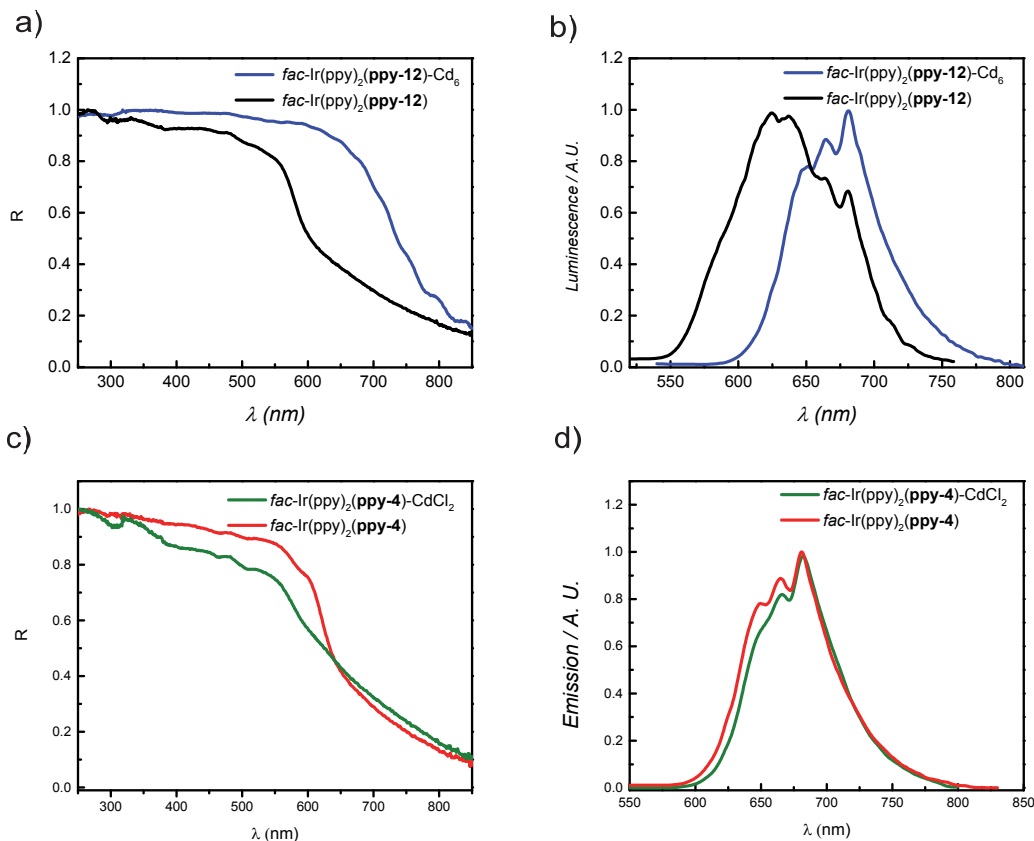 a)
1.2
1.0
0.8
0.6
0.4
0.2
0.0
R
fac-Ir(ppy)₂(ppy-12)-Cd₆
fac-Ir(ppy)₂(ppy-12)
300 400 500 600 700 800
λ (nm)
b)
1.2
1.0
0.8
0.6
0.4
0.2
0.0
Luminescence / A.U.
fac-Ir(ppy)₂(ppy-12)-Cd₆
fac-Ir(ppy)₂(ppy-12)
550 600 650 700 750 800
λ (nm)
c)
1.2
1.0
0.8
0.6
0.4
0.2
0.0
R
fac-Ir(ppy)₂(ppy-4)-CdCl₂
fac-Ir(ppy)₂(ppy-4)
300 400 500 600 700 800
λ (nm)
d)
1.2
1.0
0.8
0.6
0.4
0.2
0.0
Emission / A. U.
fac-Ir(ppy)₂(ppy-4)-CdCl₂
fac-Ir(ppy)₂(ppy-4)
550 600 650 700 750 800 850
λ (nm)